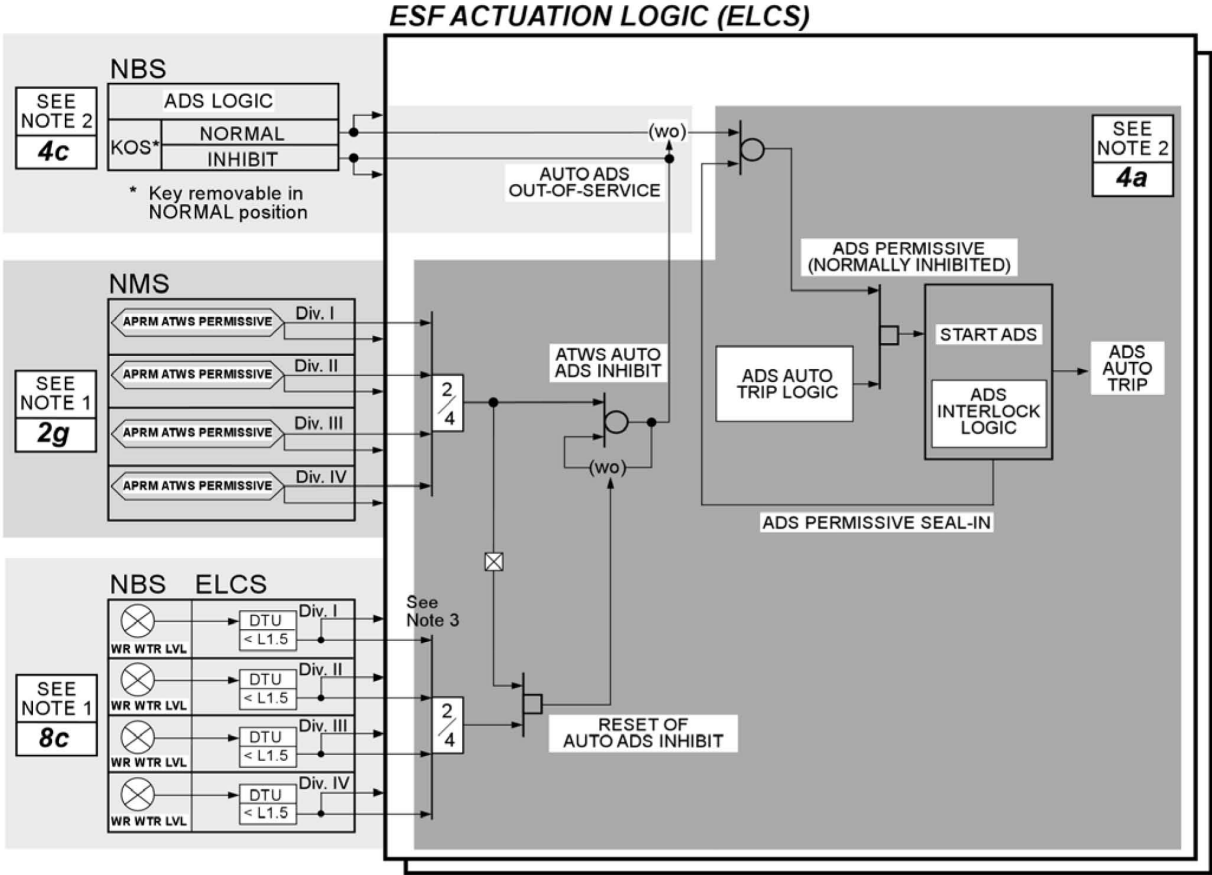 ESF ACTUATION LOGIC (ELCS)
NBS
SEE
NOTE 2
4c
ADS LOGIC
KOS*
NORMAL
INHIBIT
* Key removable in
NORMAL position
(wo)
AUTO ADS
OUT-OF-SERVICE
SEE
NOTE 2
4a
ADS PERMISSIVE
(NORMALLY INHIBITED)
NMS
SEE
NOTE 1
2g
APRM ATWS PERMISSIVE
Div. I
APRM ATWS PERMISSIVE
Div. II
APRM ATWS PERMISSIVE
Div. III
APRM ATWS PERMISSIVE
Div. IV
2/4
ATWS AUTO
ADS INHIBIT
(wo)
ADS AUTO
TRIP LOGIC
START ADS
ADS
INTERLOCK
LOGIC
ADS
AUTO
TRIP
ADS PERMISSIVE SEAL-IN
NBS ELCS
SEE
NOTE 1
8c
WR WTR LVL
DTU
< L1.5
Div. I
WR WTR LVL
DTU
< L1.5
Div. II
WR WTR LVL
DTU
< L1.5
Div. III
WR WTR LVL
DTU
< L1.5
Div. IV
See
Note 3
2/4
RESET OF
AUTO ADS INHIBIT